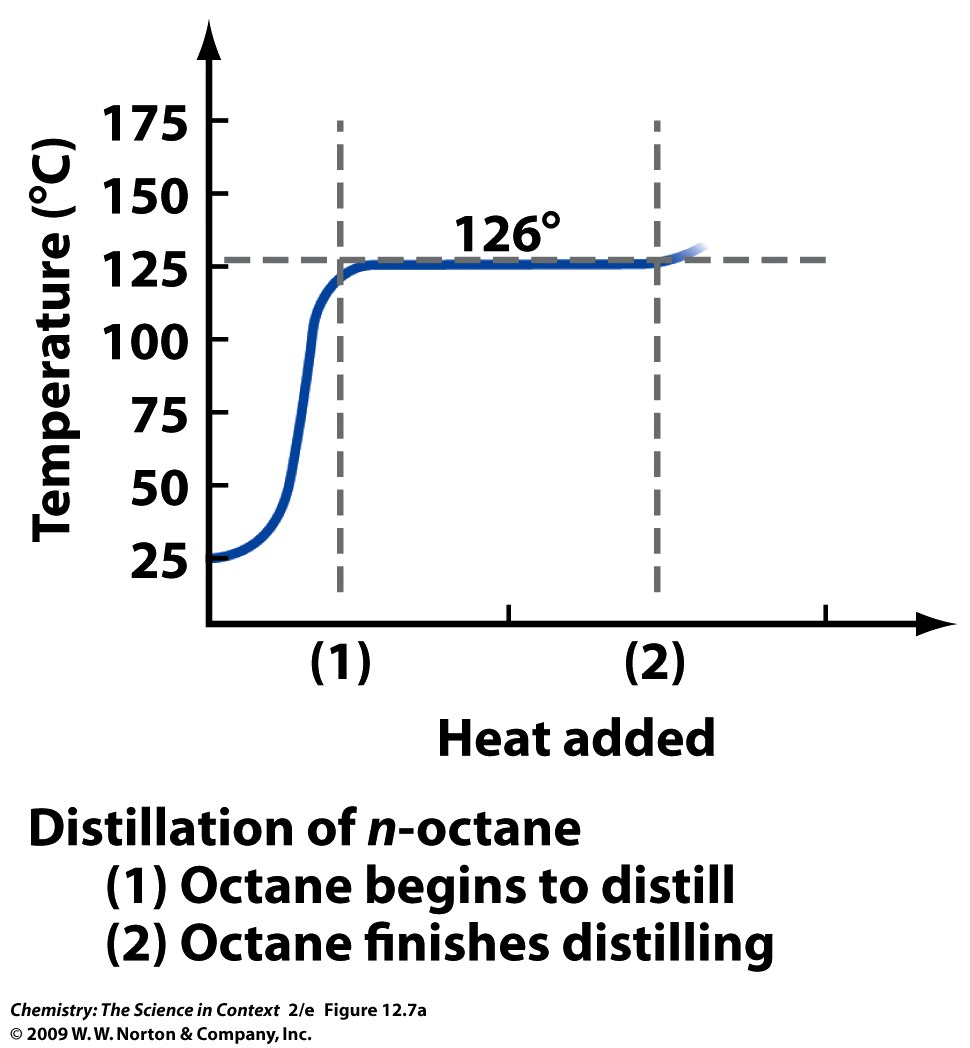 175
150
126°
125
100
75
50
25
Temperature (°C)
(1)
(2)
Heat added
Distillation of n-octane
(1) Octane begins to distill
(2) Octane finishes distilling
Chemistry: The Science in Context 2/e Figure 12.7a
© 2009 W. W. Norton & Company, Inc.